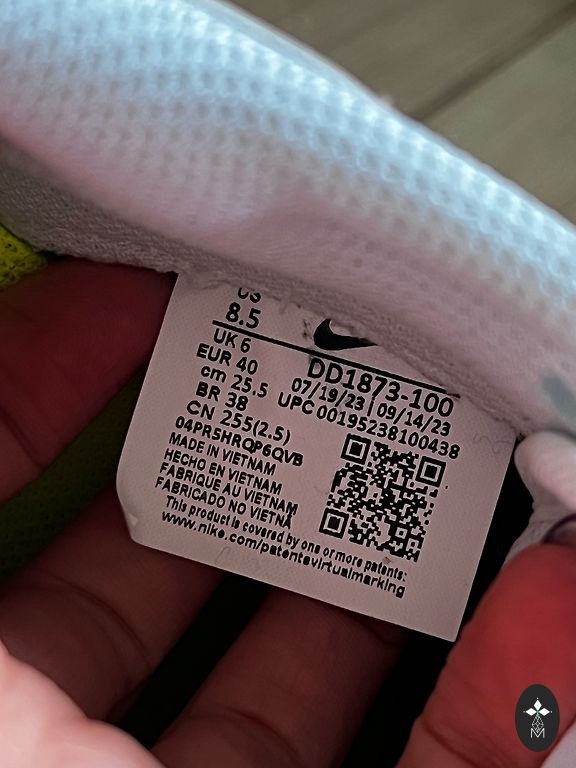 US
8.5
UK 6
EUR 40
cm 25.5
BR 38
CN 255(2.5)
04PRSHRQP6QVB
MADE IN VIETNAM
HECHO EN VIETNAM
FABRIQUE AU VIETNAM
FABRICADO NO VIETNÃ
DD1873-100
07/19/23 | 09/14/23
UPC 00195238100438
This product is covered by one or more patents:
www.nike.com/patentsvirtualmarking